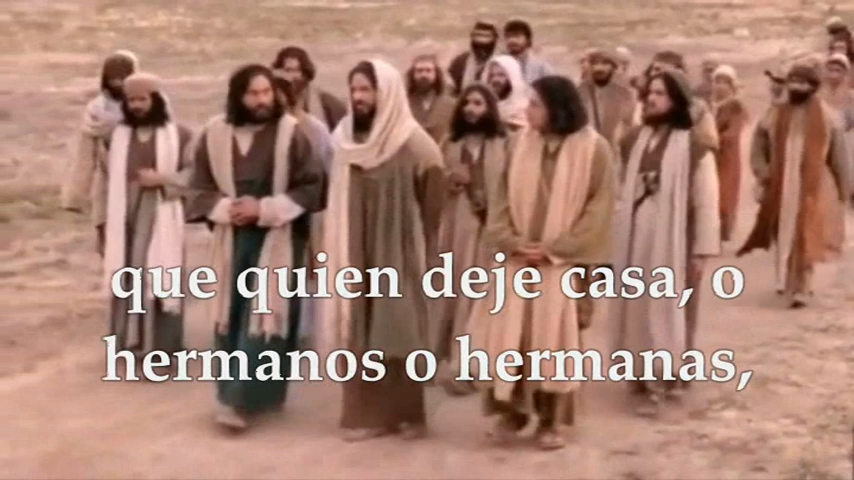 que quien deje casa, o
hermanos o hermanas,